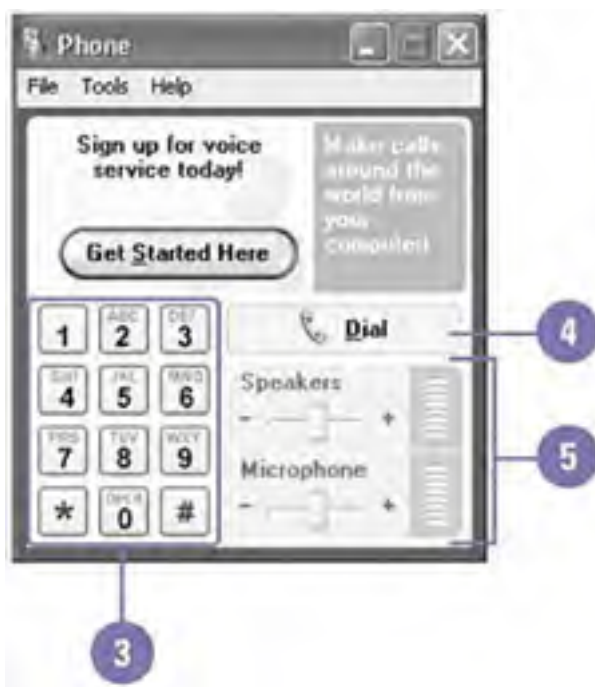 Phone
File Tools Help
Sign up for voice
service today!
Make calls
around the
world from
your
computer!
Get Started Here
1 ABC 2 DEF 3
Dial
4
GHI 4 JKL 5 MNO 6
Speakers
- +
PRS 7 TUV 8 WXY 9
5
Microphone
- +
* OPER 0 #
3